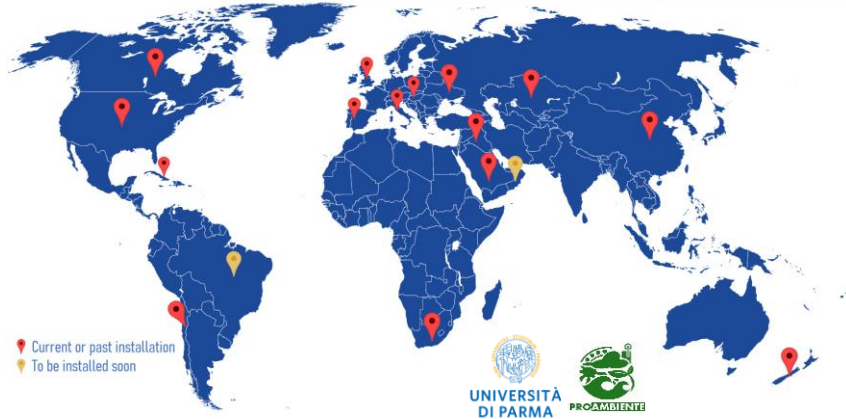 Current or past installation
To be installed soon
UNIVERSITÀ
DI PARMA
PROAMBIENTE